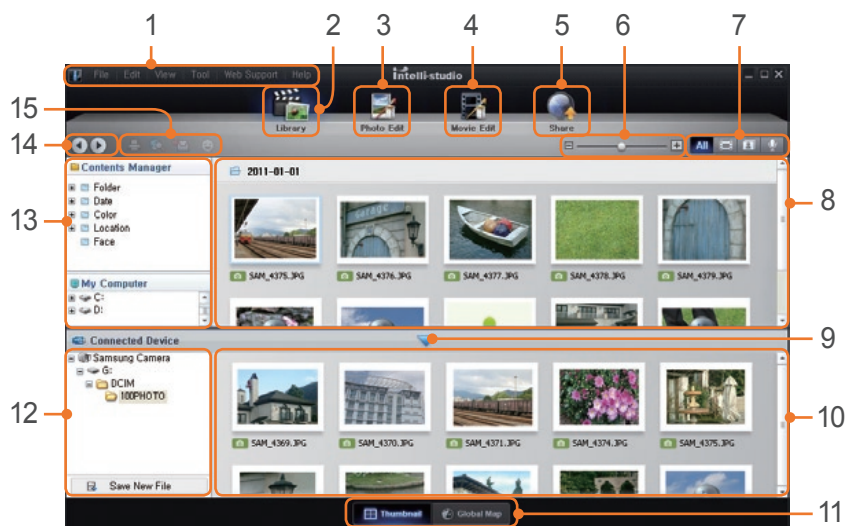 1 2 3 4 5 6 7
File Edit View Tool Web Support Help
Intelli-studio
Library Photo Edit Movie Edit Share
15
14
All
Contents Manager
2011-01-01
Folder
Date
Color
Location
Face
13
8
SAM_4375.JPG SAM_4376.JPG SAM_4377.JPG SAM_4378.JPG SAM_4379.JPG
My Computer
C:
D:
Connected Device
9
Samsung Camera
G:
DCIM
100PHOTO
12
10
SAM_4369.JPG SAM_4370.JPG SAM_4371.JPG SAM_4374.JPG SAM_4375.JPG
Save New File
Thumbnail Global Map
11